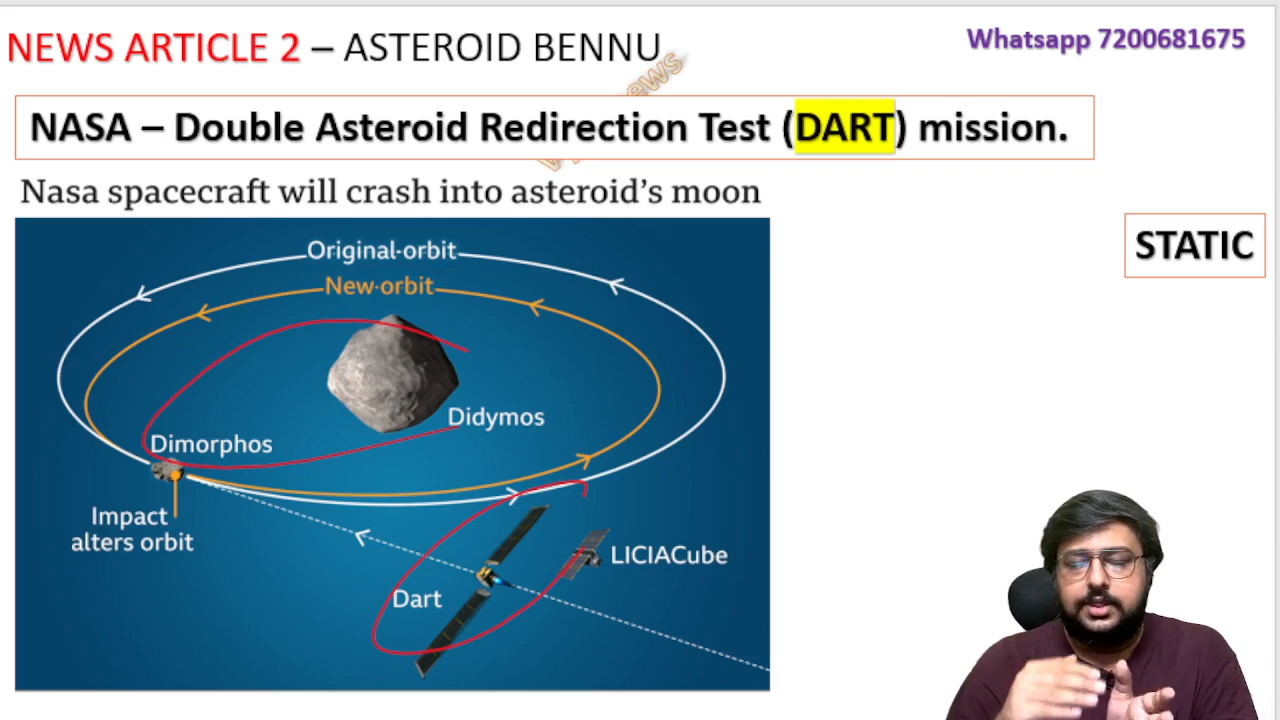 NEWS ARTICLE 2 – ASTEROID BENNU
Whatsapp 7200681675
ews
NASA – Double Asteroid Redirection Test (DART) mission.
Nasa spacecraft will crash into asteroid's moon
STATIC
Original orbit
New orbit
Didymos
Dimorphos
Impact
alters orbit
LICIACube
Dart